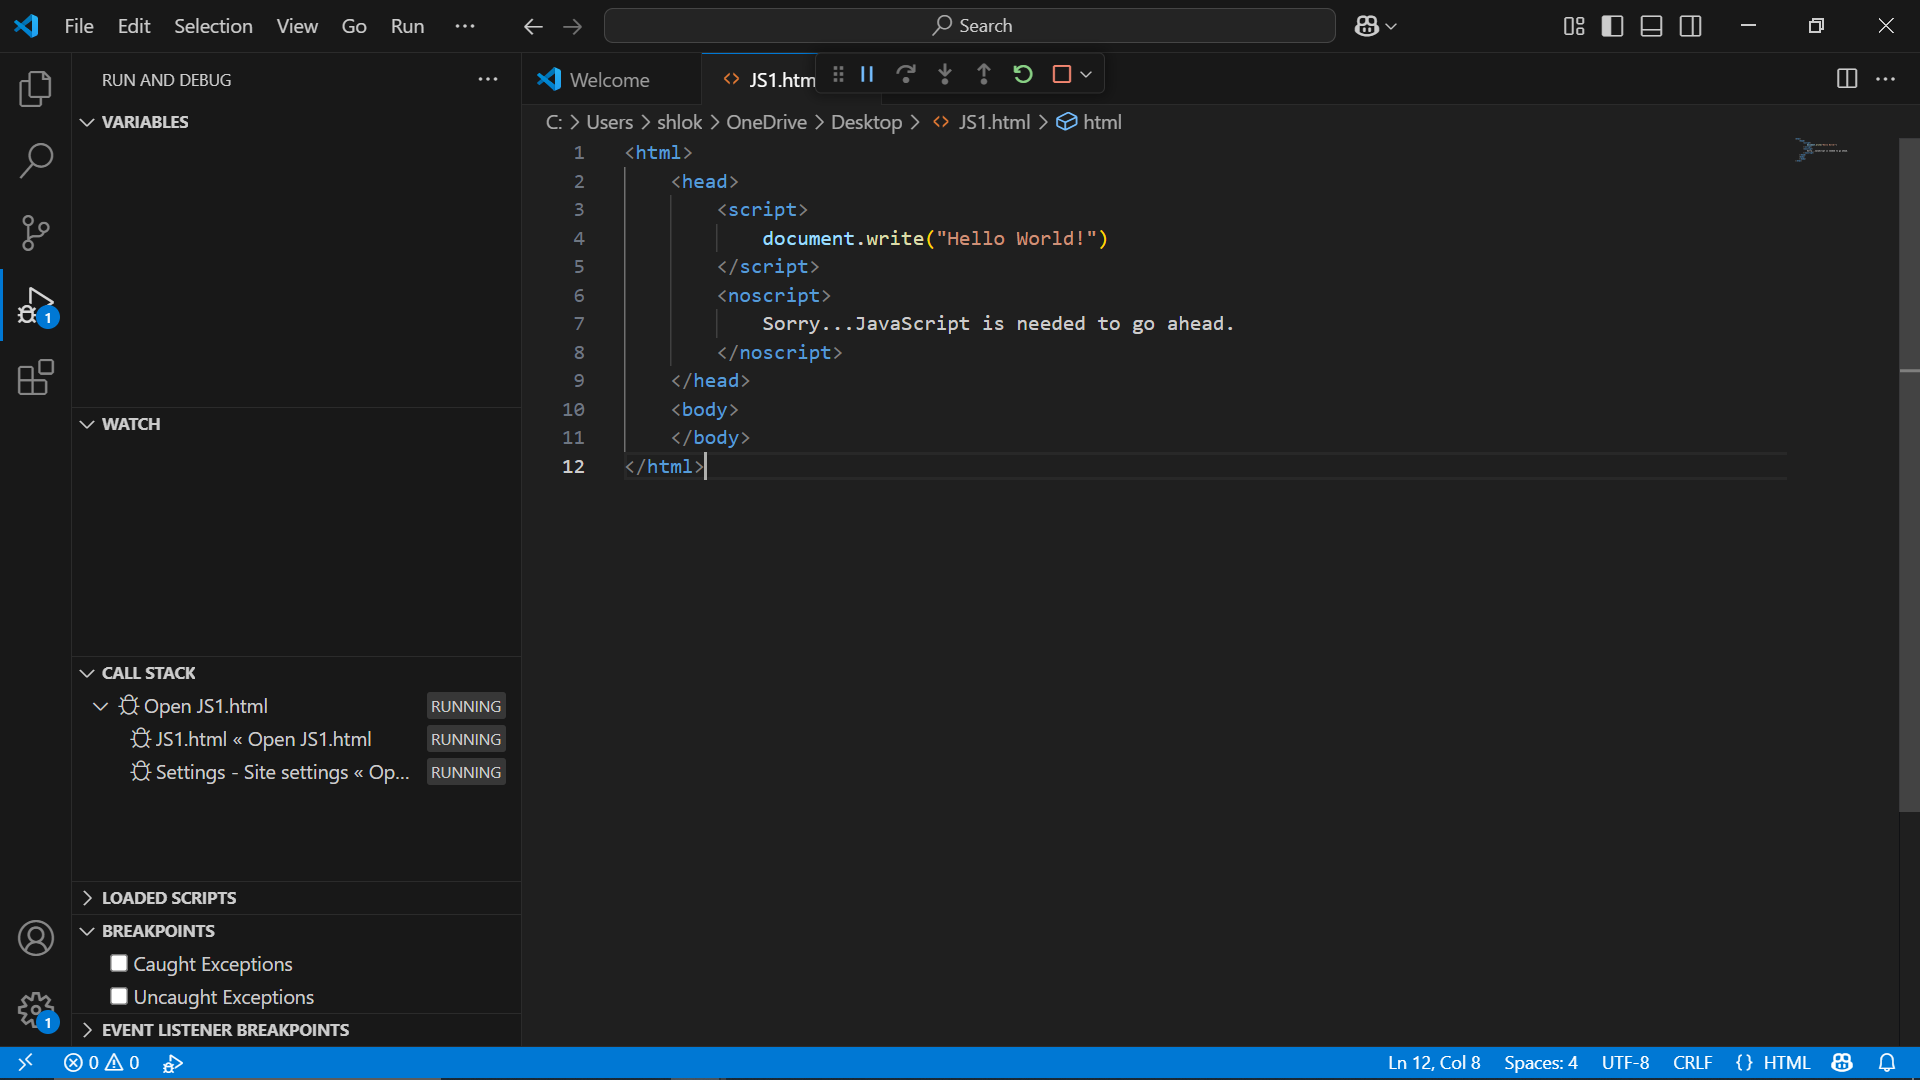 File Edit Selection View Go Run ... Search
RUN AND DEBUG ...
VARIABLES
WATCH
CALL STACK
Open JS1.html RUNNING
JS1.html « Open JS1.html RUNNING
Settings - Site settings « Op... RUNNING
LOADED SCRIPTS
BREAKPOINTS
Caught Exceptions
Uncaught Exceptions
EVENT LISTENER BREAKPOINTS
1
1
Welcome <> JS1.htm
C: > Users > shlok > OneDrive > Desktop > <> JS1.html > html
1 <html>
2 <head>
3 <script>
4 document.write("Hello World!")
5 </script>
6 <noscript>
7 Sorry...JavaScript is needed to go ahead.
8 </noscript>
9 </head>
10 <body>
11 </body>
12 </html>
0 0 Ln 12, Col 8 Spaces: 4 UTF-8 CRLF {} HTML